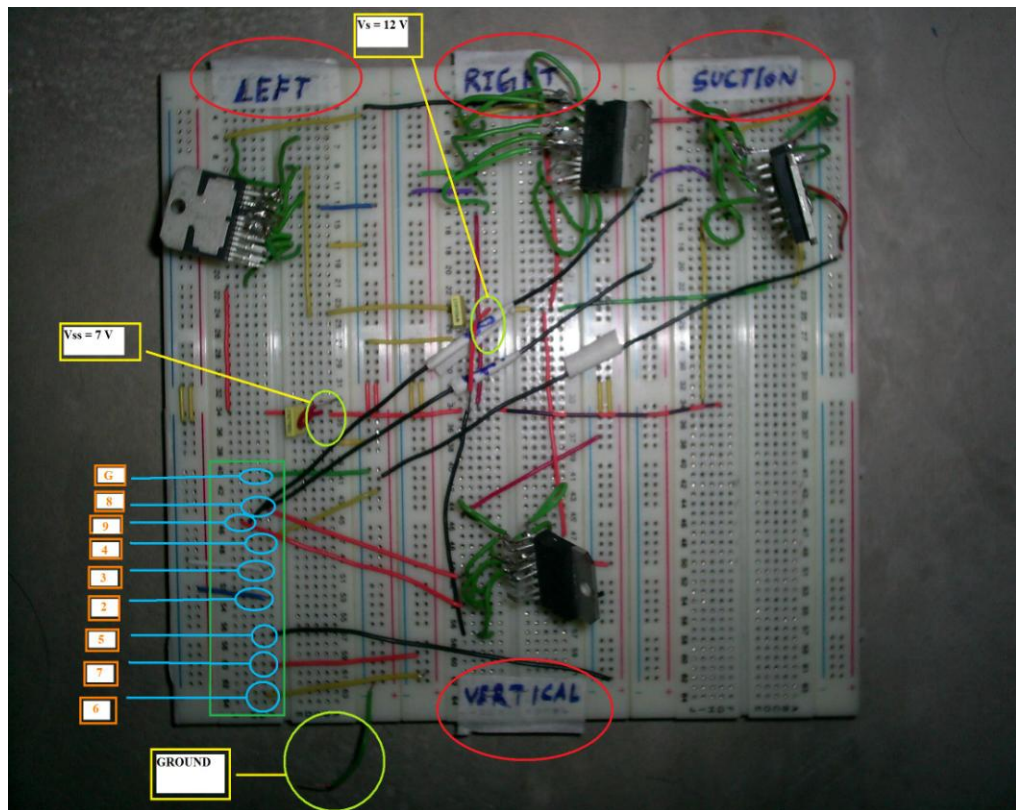 Vs = 12 V
LEFT
RIGHT
SUCTION
Vss = 7 V
G
8
9
4
3
2
5
7
6
VERTICAL
GROUND